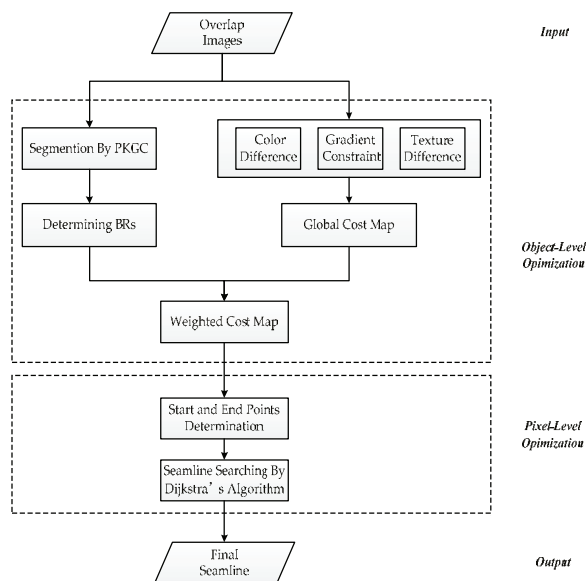 Overlap
Images
Input
Segmention By PKGC
Color
Difference
Gradient
Constraint
Texture
Difference
Determining BRs
Global Cost Map
Object-Level
Opimization
Weighted Cost Map
Start and End Points
Determination
Pixel-Level
Opimization
Seamline Searching By
Dijkstra’s Algorithm
Final
Seamline
Output